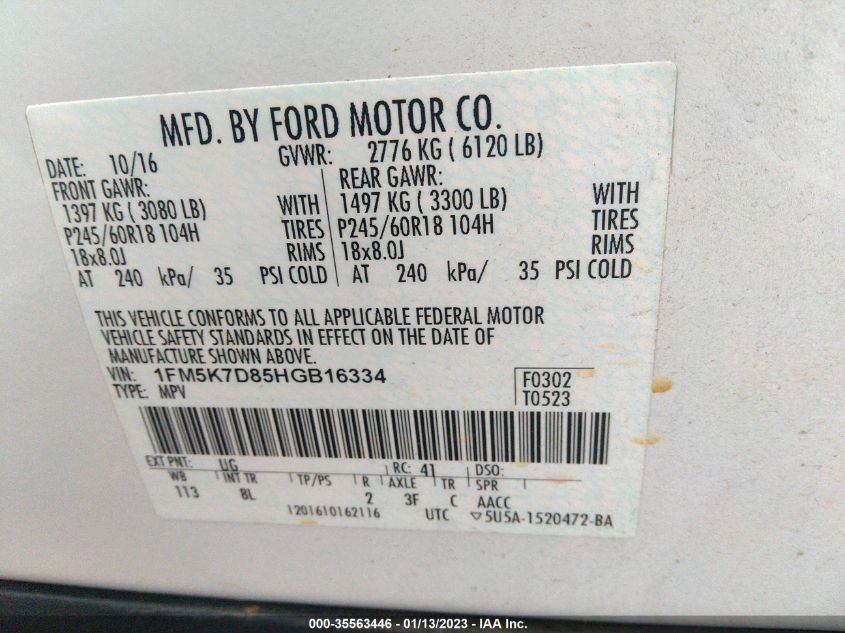 MFD. BY FORD MOTOR CO.
DATE: 10/16 GVWR: 2776 KG ( 6120 LB)
FRONT GAWR: REAR GAWR:
1397 KG ( 3080 LB) WITH 1497 KG ( 3300 LB) WITH
P245/60R18 104H TIRES P245/60R18 104H TIRES
18x8.0J RIMS 18x8.0J RIMS
AT 240 kPa/ 35 PSI COLD AT 240 kPa/ 35 PSI COLD
THIS VEHICLE CONFORMS TO ALL APPLICABLE FEDERAL MOTOR
VEHICLE SAFETY STANDARDS IN EFFECT ON THE DATE OF
MANUFACTURE SHOWN ABOVE.
VIN: 1FM5K7D85HGB16334 F0302
TYPE: MPV T0523
EXT PNT: UG RC: 41 DSO:
WB INT TR TP/PS R AXLE TR SPR
113 8L 2 3F C AACC
1201610162116 UTC ▽5U5A-1520472-BA
000-35563446 - 01/13/2023 - IAA Inc.